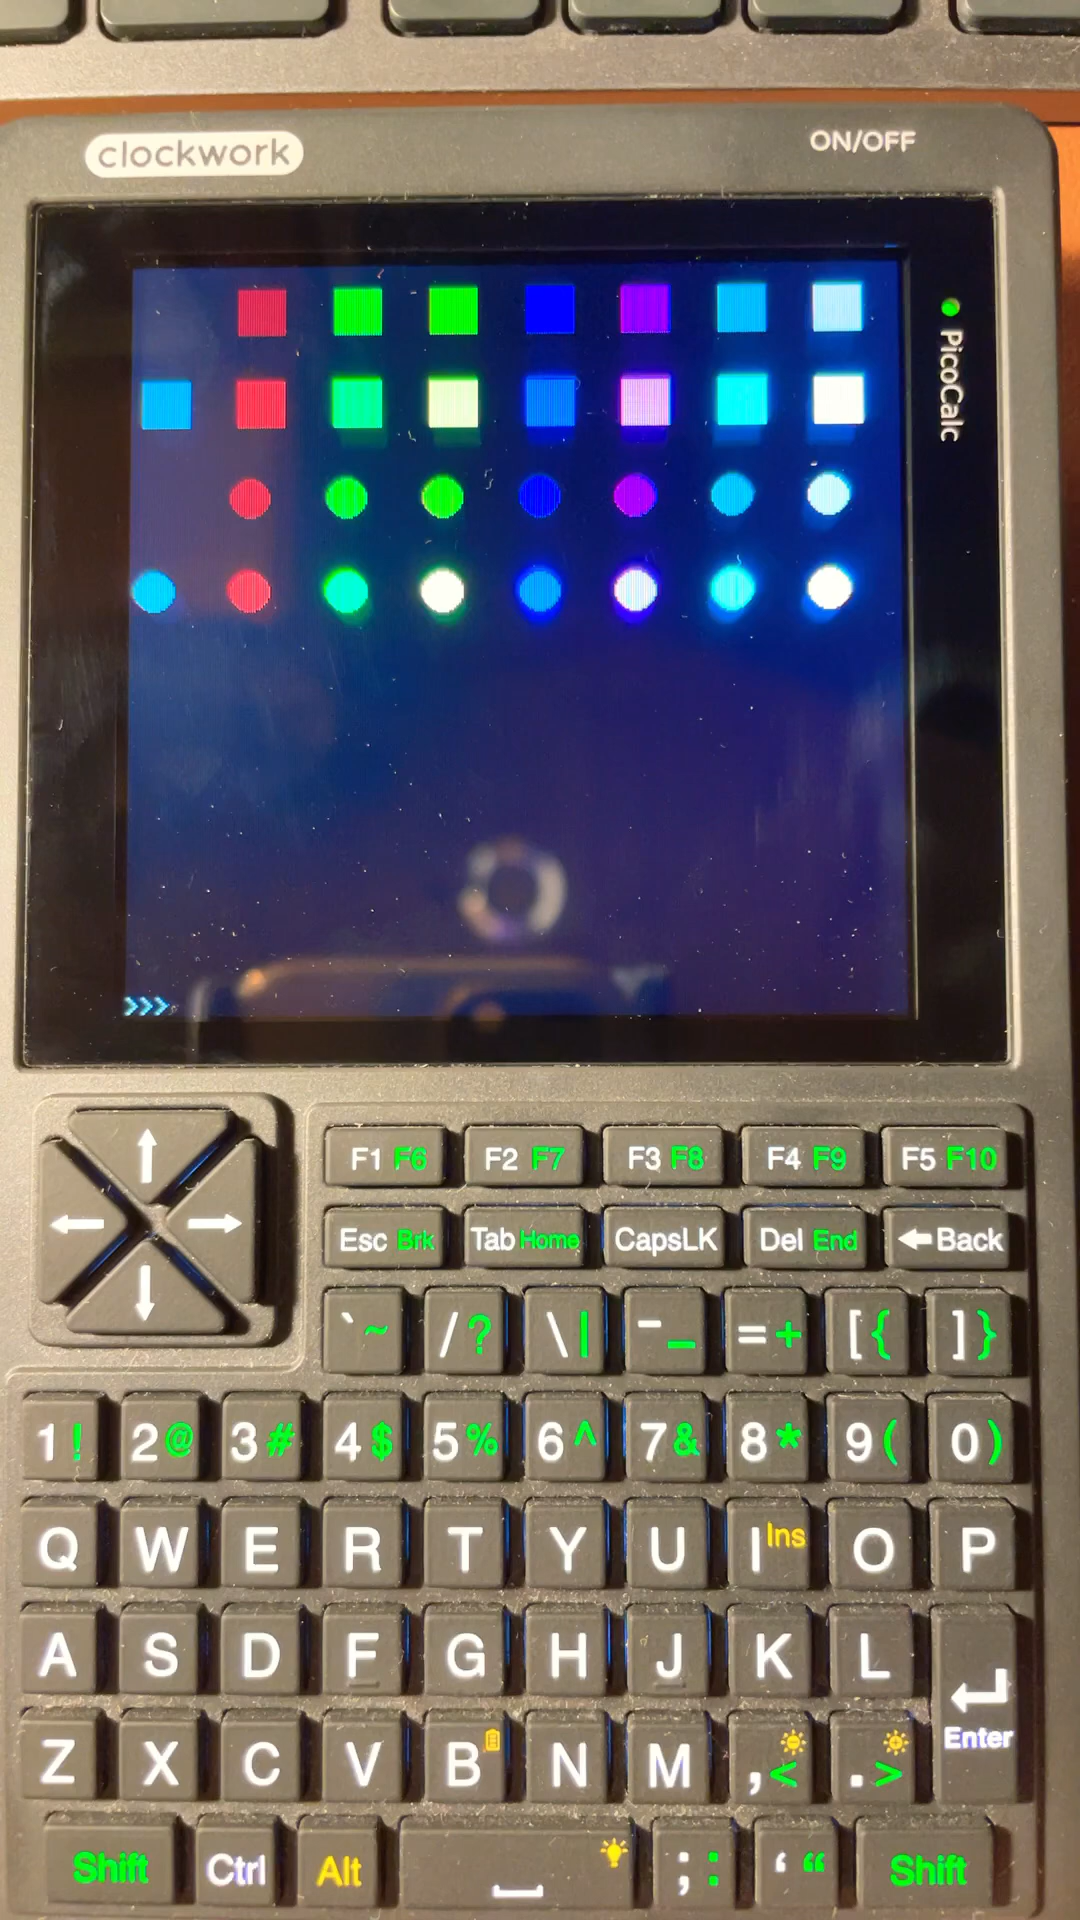 clockwork
ON/OFF
PicoCalc
>>>
F1 F6 F2 F7 F3 F8 F4 F9 F5 F10
Esc Brk Tab Home CapsLK Del End Back
` ~ / ? \ | - _ = + [ { ] }
1 ! 2 @ 3 # 4 $ 5 % 6 ^ 7 & 8 * 9 ( 0 )
Q W E R T Y U I Ins O P
A S D F G H J K L
Enter
Z X C V B N M , < . >
Shift Ctrl Alt ; : ‘ “ Shift